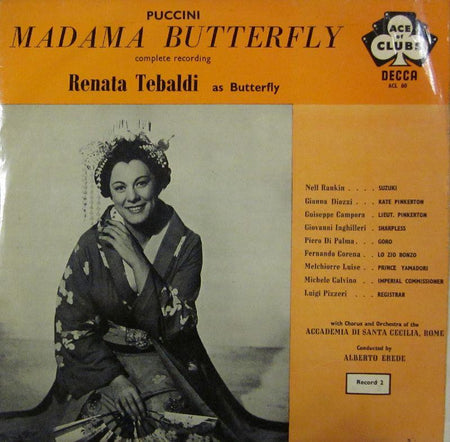 PUCCINI
MADAMA BUTTERFLY
complete recording
Renata Tebaldi as Butterfly
ACE
of
CLUBS
DECCA
ACL 80
Nell Rankin . . . . SUZUKI
Gianna Diozzi . . . KATE PINKERTON
Guiseppe Campora . LIEUT. PINKERTON
Giovanni Inghilleri . SHARPLESS
Piero Di Palma . . . GORO
Fernando Corena . . LO ZIO BONZO
Melchiorre Luise . . PRINCE YAMADORI
Michele Calvino . . IMPERIAL COMMISSIONER
Luigi Pizzeri . . . REGISTRAR
with Chorus and Orchestra of the
ACCADEMIA DI SANTA CECILIA, ROME
Conducted by
ALBERTO EREDE
Record 2